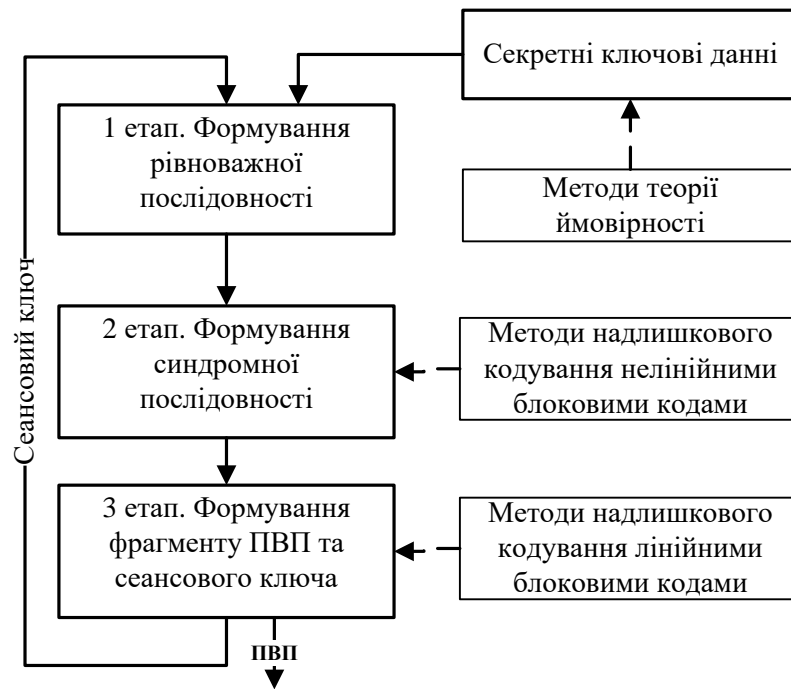 Секретні ключові данні
1 етап. Формування
рівноважної
послідовності
Методи теорії
ймовірності
Сеансовий ключ
2 етап. Формування
синдромної
послідовності
Методи надлишкового
кодування нелінійними
блоковими кодами
3 етап. Формування
фрагменту ПВП та
сеансового ключа
Методи надлишкового
кодування лінійними
блоковими кодами
ПВП